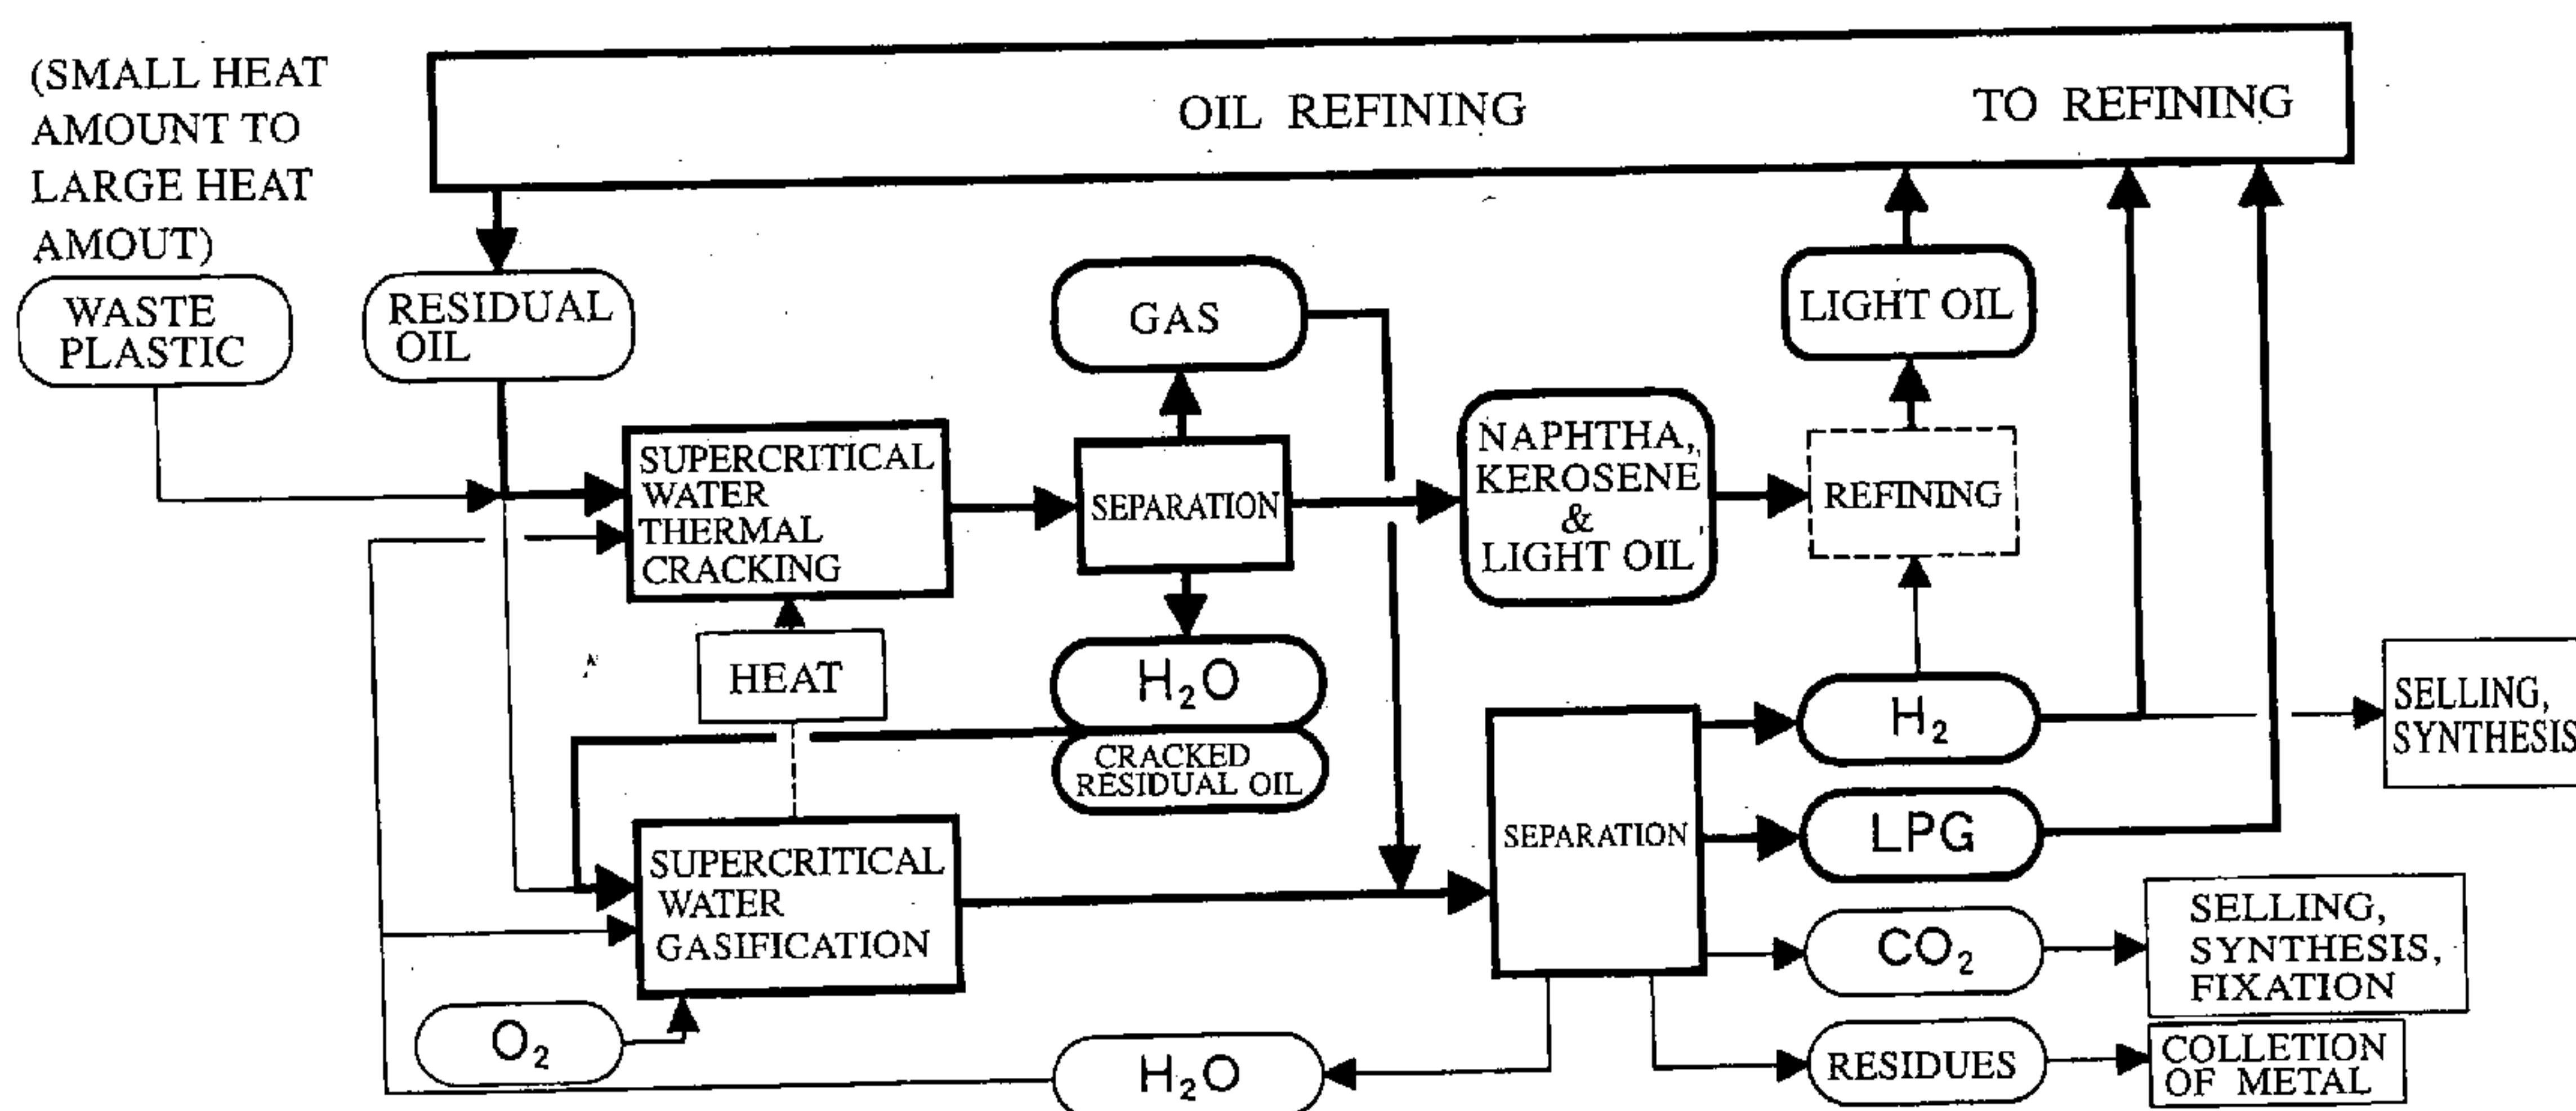 (SMALL HEAT
AMOUNT TO
LARGE HEAT
AMOUT)
OIL REFINING
TO REFINING
WASTE
PLASTIC
RESIDUAL
OIL
GAS
LIGHT OIL
SUPERCRITICAL
WATER
THERMAL
CRACKING
SEPARATION
NAPHTHA,
KEROSENE
&
LIGHT OIL
REFINING
HEAT
H₂O
CRACKED
RESIDUAL OIL
H₂
SELLING,
SYNTHESIS
SUPERCRITICAL
WATER
GASIFICATION
SEPARATION
LPG
CO₂
SELLING,
SYNTHESIS,
FIXATION
O₂
H₂O
RESIDUES
COLLETION
OF METAL